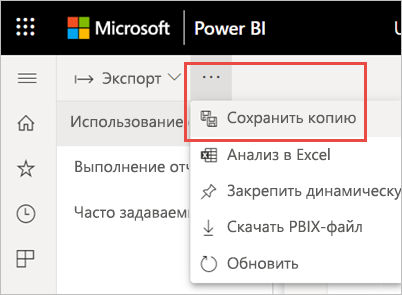 Microsoft Power BI
Экспорт ...
Использование
Сохранить копию
Анализ в Excel
Выполнение отч
Закрепить динамическу
Часто задаваем
Скачать PBIX-файл
Обновить